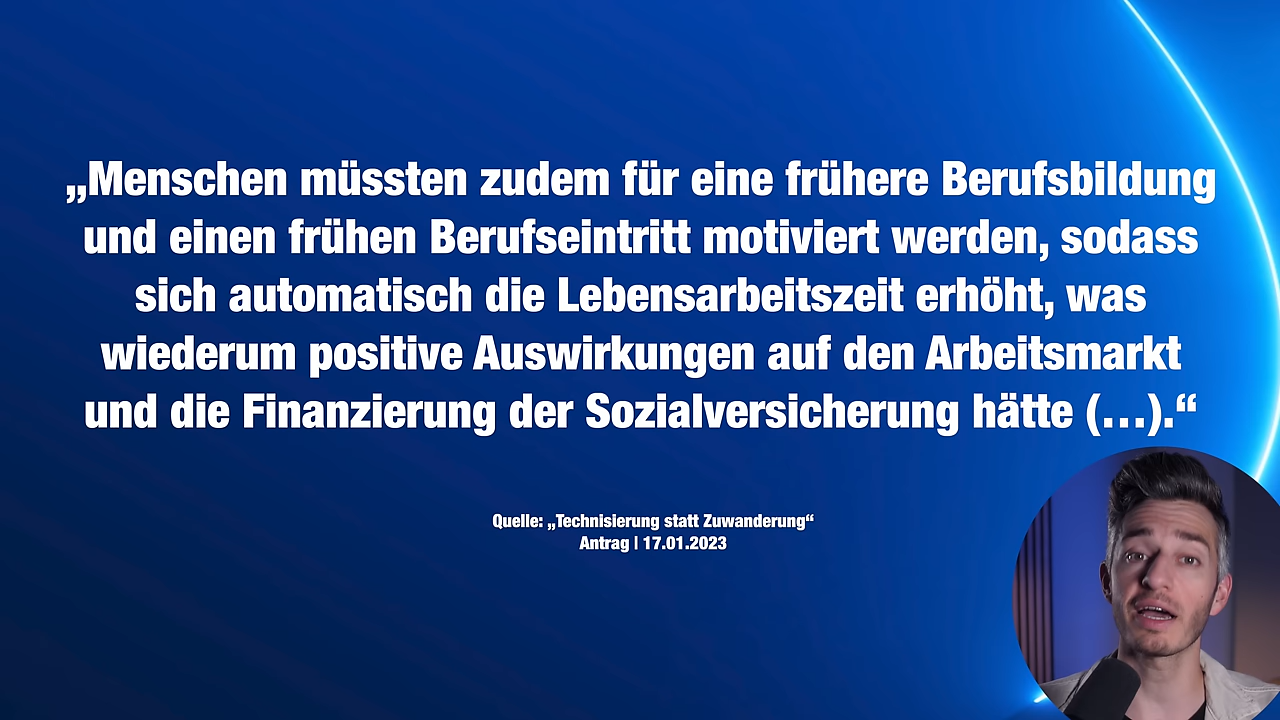 „Menschen müssten zudem für eine frühere Berufsbildung
und einen frühen Berufseintritt motiviert werden, sodass
sich automatisch die Lebensarbeitszeit erhöht, was
wiederum positive Auswirkungen auf den Arbeitsmarkt
und die Finanzierung der Sozialversicherung hätte (…).“
Quelle: „Technisierung statt Zuwanderung“
Antrag | 17.01.2023